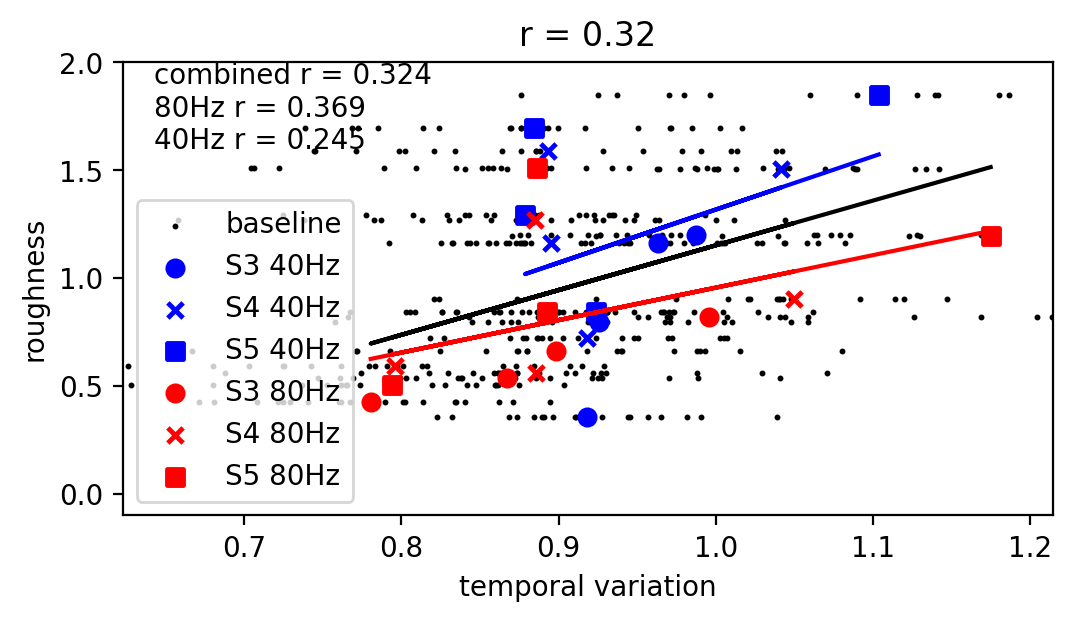 r = 0.32
combined r = 0.324
80Hz r = 0.369
40Hz r = 0.245
roughness
2.0
1.5
1.0
0.5
0.0
baseline
S3 40Hz
S4 40Hz
S5 40Hz
S3 80Hz
S4 80Hz
S5 80Hz
0.7 0.8 0.9 1.0 1.1 1.2
temporal variation